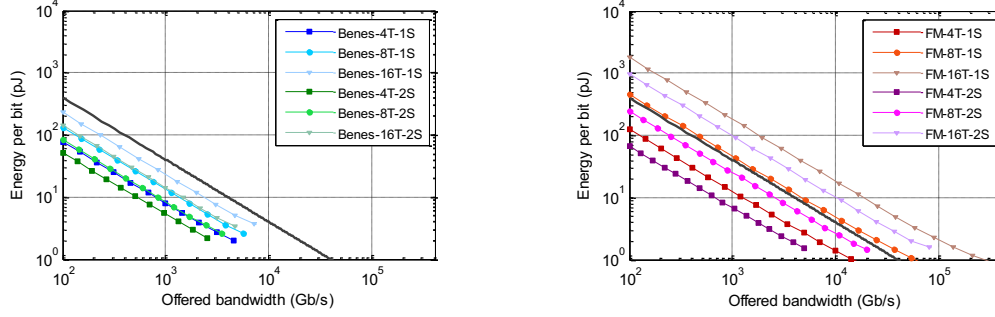 10^4
10^3
10^2
10^1
10^0
Energy per bit (pJ)
10^2 10^3 10^4 10^5
Offered bandwidth (Gb/s)
Benes-4T-1S
Benes-8T-1S
Benes-16T-1S
Benes-4T-2S
Benes-8T-2S
Benes-16T-2S
10^4
10^3
10^2
10^1
10^0
Energy per bit (pJ)
10^2 10^3 10^4 10^5
Offered bandwidth (Gb/s)
FM-4T-1S
FM-8T-1S
FM-16T-1S
FM-4T-2S
FM-8T-2S
FM-16T-2S